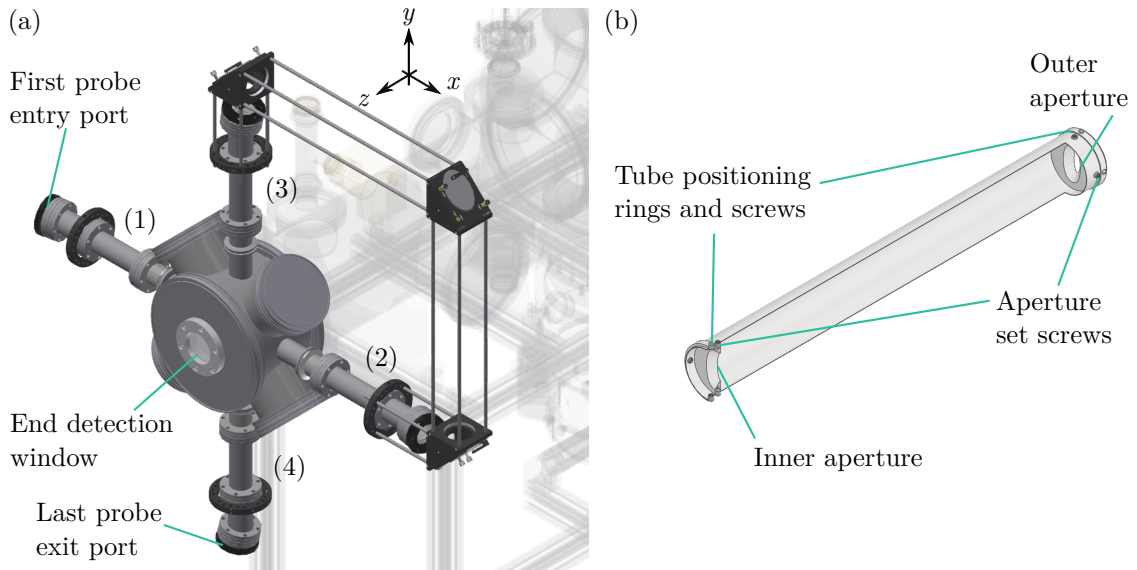 (a)
First probe
entry port
(1)
(3)
y
z
x
(2)
End detection
window
(4)
Last probe
exit port
(b)
Outer
aperture
Tube positioning
rings and screws
Aperture
set screws
Inner aperture